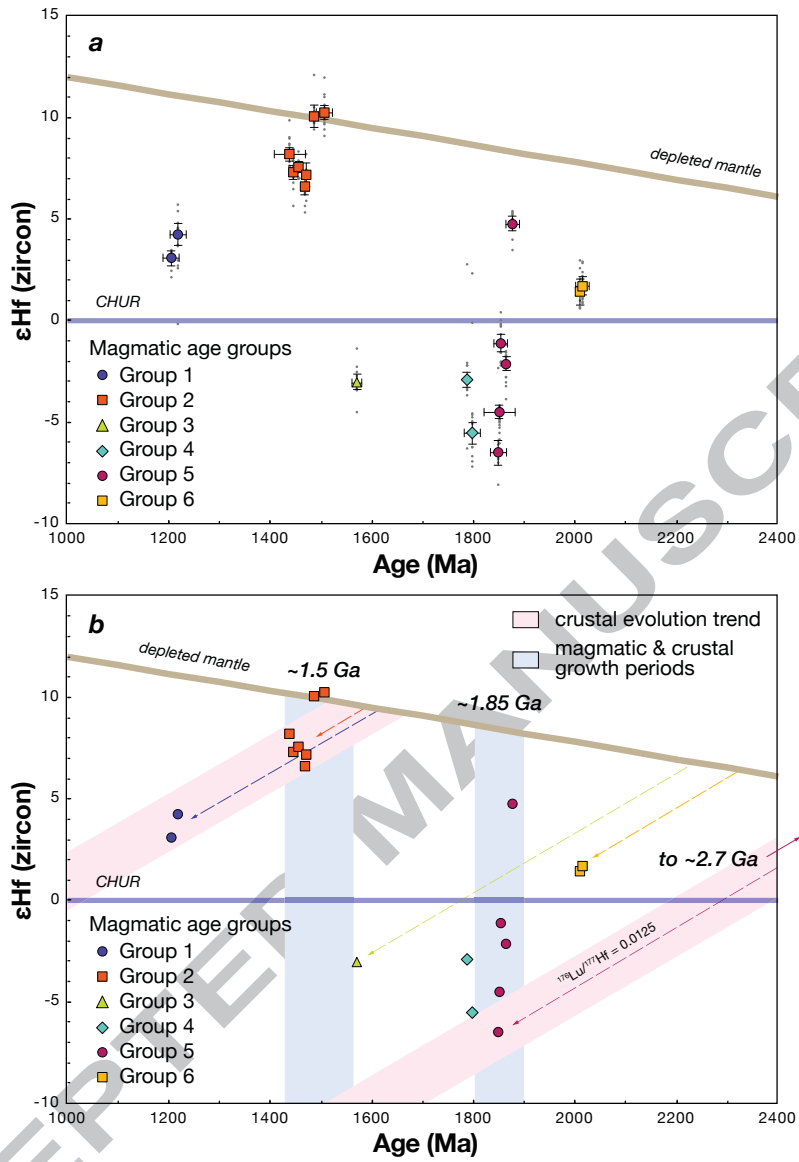 15
a
10
depleted mantle
5
εHf (zircon)
CHUR
0
Magmatic age groups
Group 1
Group 2
Group 3
-5
Group 4
Group 5
Group 6
-10
1000 1200 1400 1600 1800 2000 2200 2400
Age (Ma)
15
b
crustal evolution trend
depleted mantle
magmatic & crustal
growth periods
~1.5 Ga
~1.85 Ga
10
5
εHf (zircon)
to ~2.7 Ga
CHUR
0
Magmatic age groups
Group 1
Group 2
Group 3
¹⁷⁶Lu/¹⁷⁷Hf = 0.0125
-5
Group 4
Group 5
Group 6
-10
1000 1200 1400 1600 1800 2000 2200 2400
Age (Ma)
EPTED MANUSCR